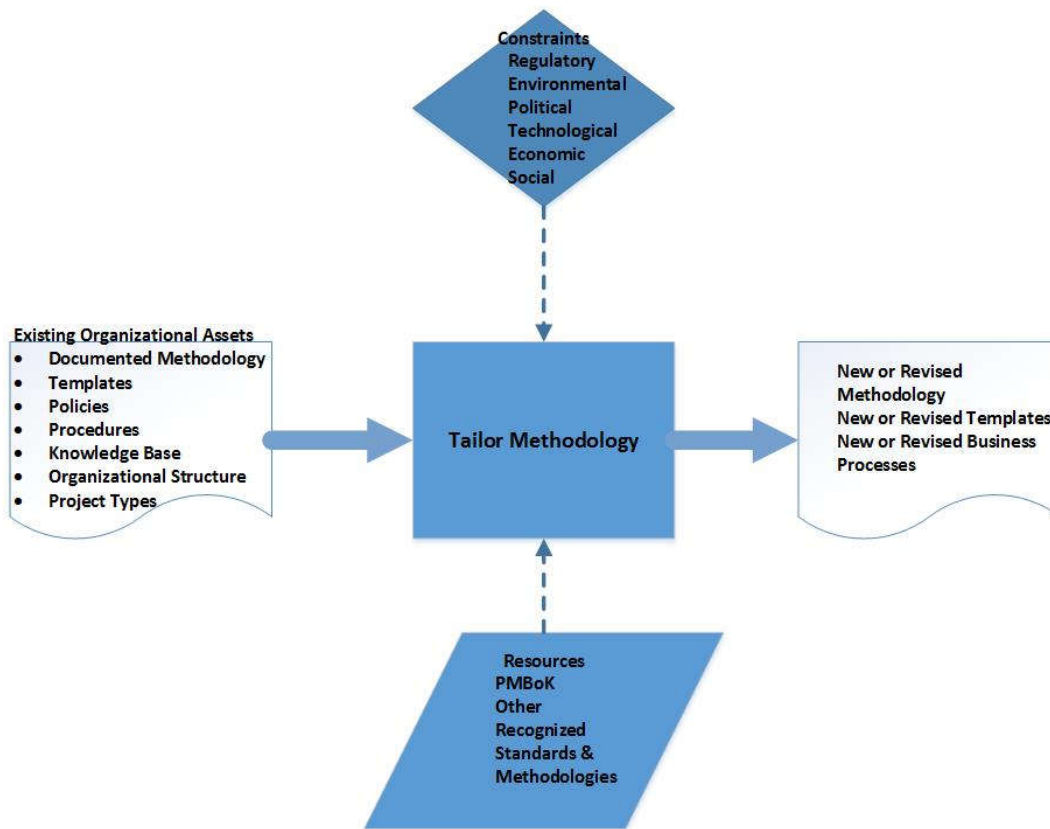 Constraints
Regulatory
Environmental
Political
Technological
Economic
Social
Existing Organizational Assets
• Documented Methodology
• Templates
• Policies
• Procedures
• Knowledge Base
• Organizational Structure
• Project Types
Tailor Methodology
New or Revised
Methodology
New or Revised Templates
New or Revised Business
Processes
Resources
PMBoK
Other
Recognized
Standards &
Methodologies